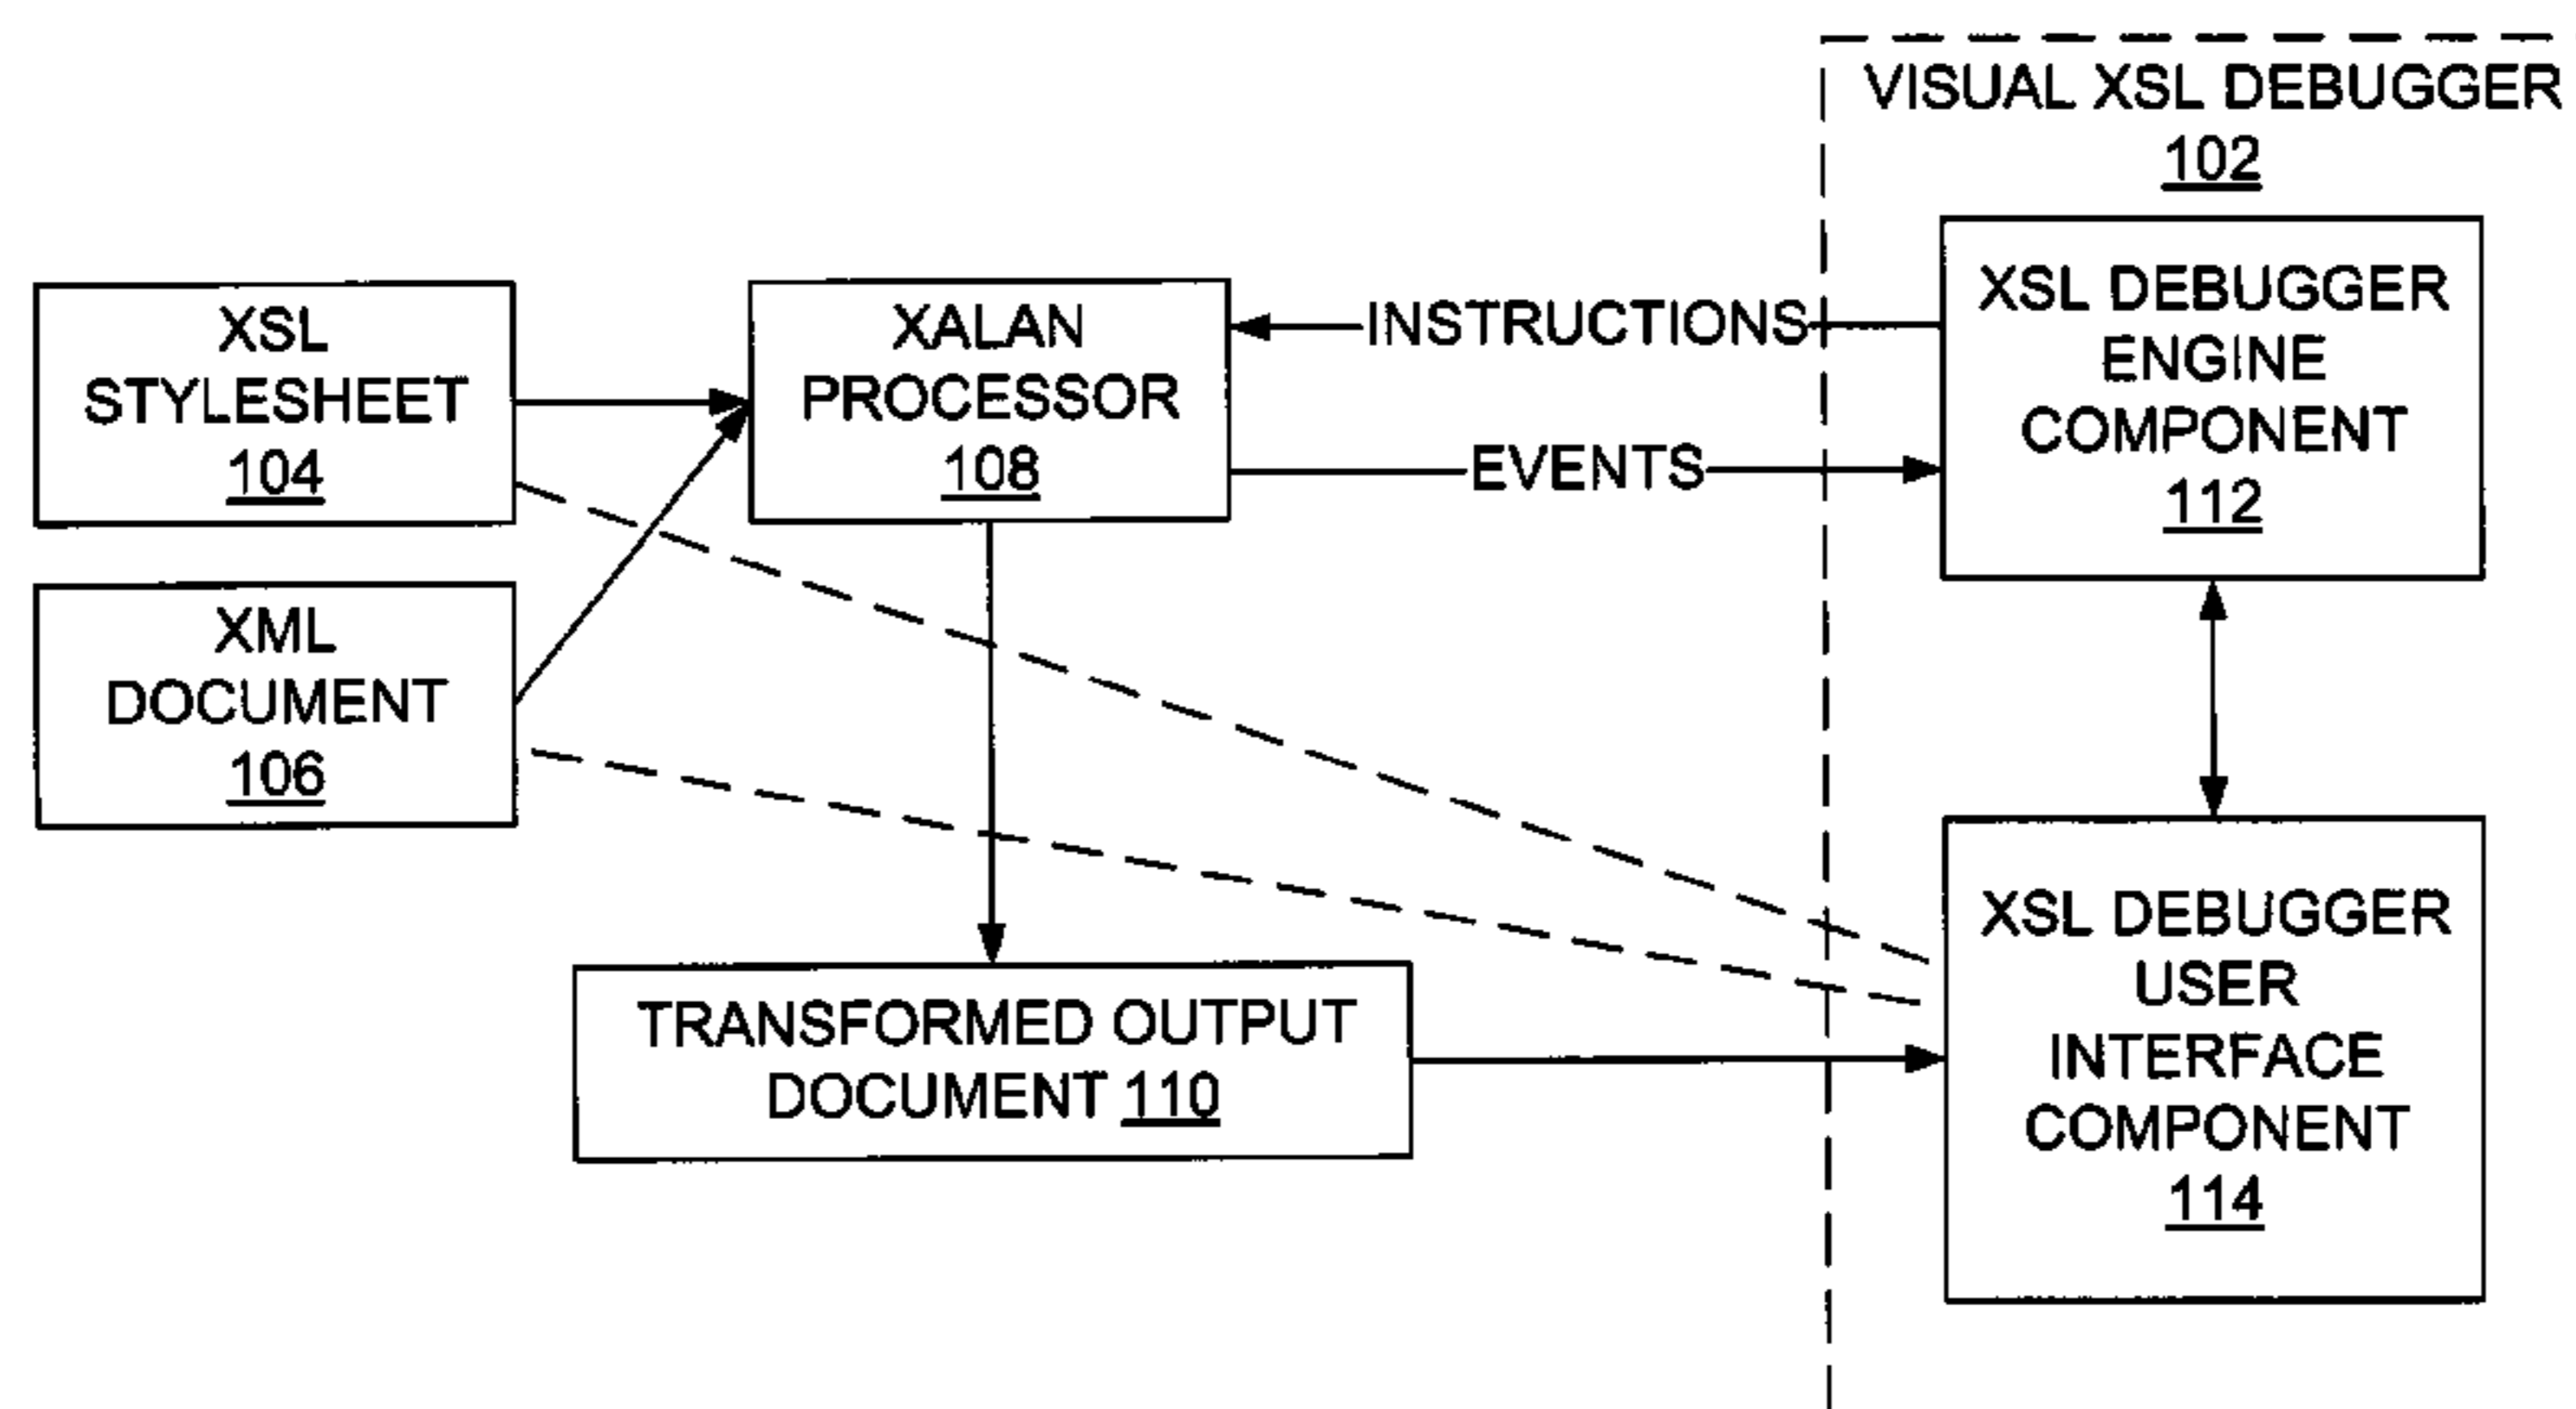 VISUAL XSL DEBUGGER
102
XSL
STYLESHEET
104
XALAN
PROCESSOR
108
INSTRUCTIONS
EVENTS
XSL DEBUGGER
ENGINE
COMPONENT
112
XML
DOCUMENT
106
TRANSFORMED OUTPUT
DOCUMENT 110
XSL DEBUGGER
USER
INTERFACE
COMPONENT
114